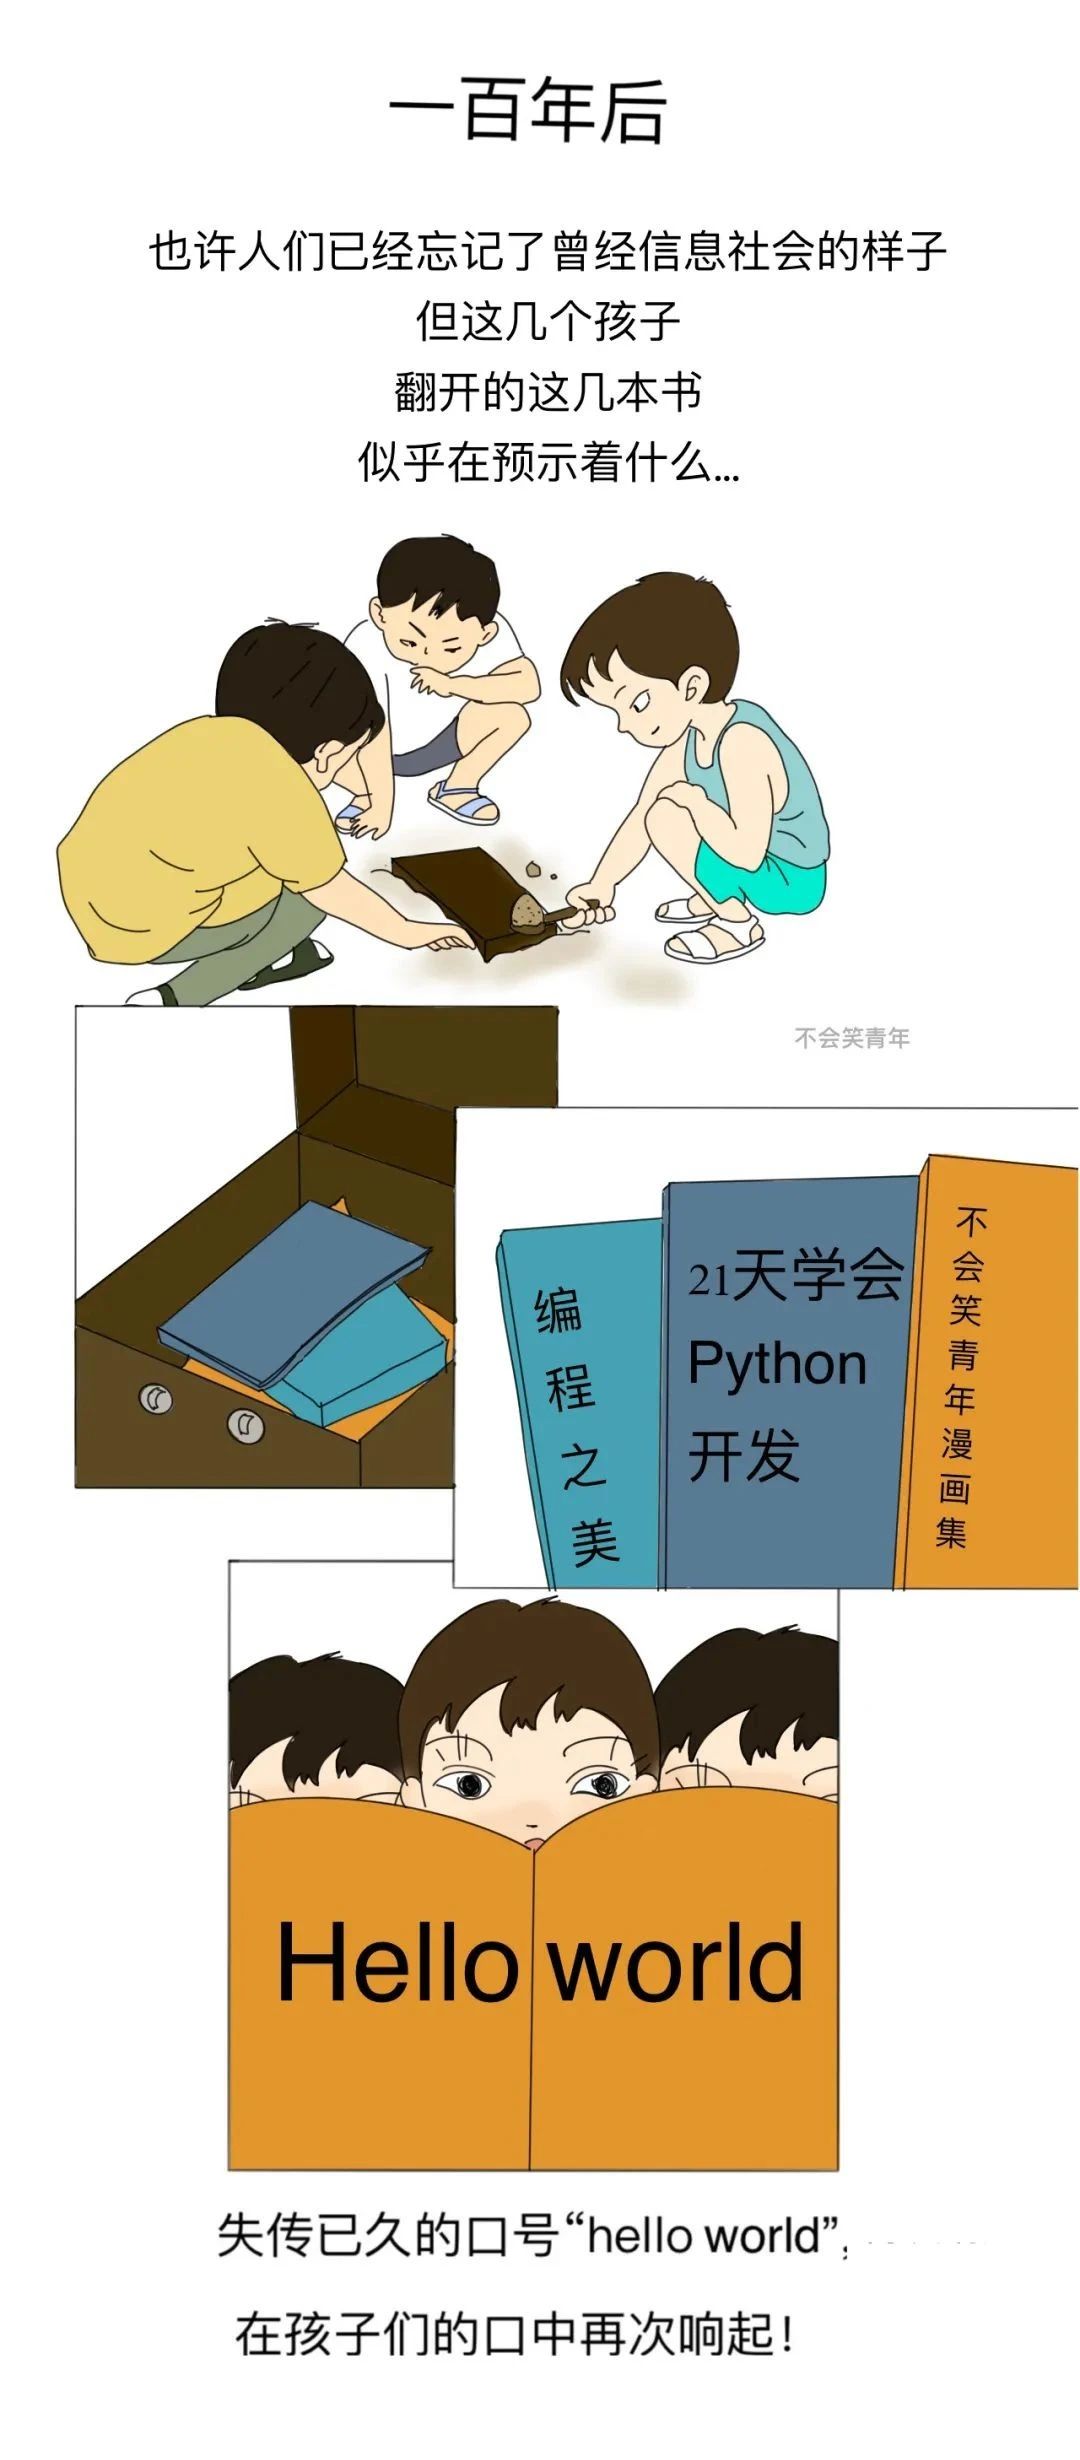 一百年后
也许人们已经忘记了曾经信息社会的样子
但这几个孩子
翻开的这几本书
似乎在预示着什么...
不会笑青年
编程之美
21天学会
Python
开发
不会笑青年漫画集
Hello world
失传已久的口号“hello world”,
在孩子们的口中再次响起!